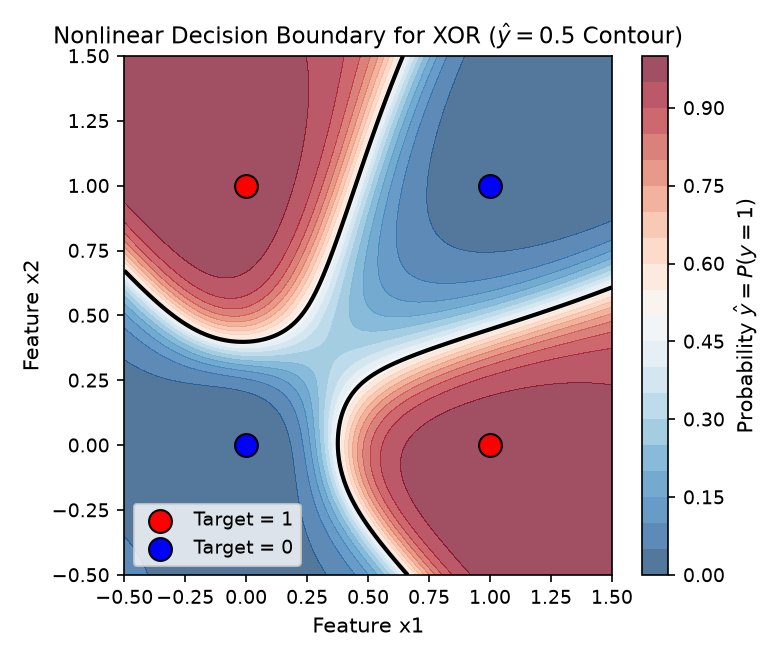 Nonlinear Decision Boundary for XOR (ŷ = 0.5 Contour)
1.50
1.25
1.00
0.75
0.50
0.25
0.00
−0.25
−0.50
Feature x2
Target = 1
Target = 0
−0.50 −0.25 0.00 0.25 0.50 0.75 1.00 1.25 1.50
Feature x1
0.90
0.75
0.60
0.45
0.30
0.15
0.00
Probability ŷ = P(y = 1)